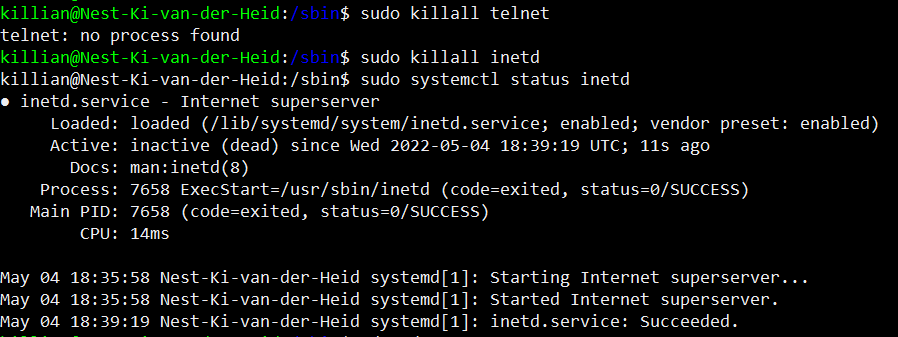 killian@Nest-Ki-van-der-Heid:/sbin$ sudo killall telnet
telnet: no process found
killian@Nest-Ki-van-der-Heid:/sbin$ sudo killall inetd
killian@Nest-Ki-van-der-Heid:/sbin$ sudo systemctl status inetd
● inetd.service - Internet superserver
     Loaded: loaded (/lib/systemd/system/inetd.service; enabled; vendor preset: enabled)
     Active: inactive (dead) since Wed 2022-05-04 18:39:19 UTC; 11s ago
       Docs: man:inetd(8)
    Process: 7658 ExecStart=/usr/sbin/inetd (code=exited, status=0/SUCCESS)
   Main PID: 7658 (code=exited, status=0/SUCCESS)
        CPU: 14ms
May 04 18:35:58 Nest-Ki-van-der-Heid systemd[1]: Starting Internet superserver...
May 04 18:35:58 Nest-Ki-van-der-Heid systemd[1]: Started Internet superserver.
May 04 18:39:19 Nest-Ki-van-der-Heid systemd[1]: inetd.service: Succeeded.